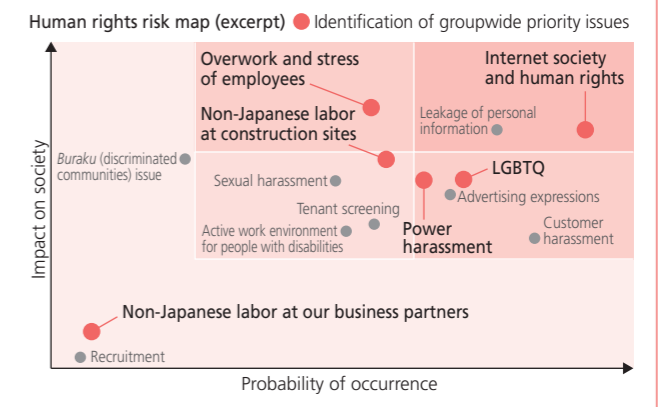 Human rights risk map (excerpt) Identification of groupwide priority issues
Overwork and stress
of employees
Internet society
and human rights
Non-Japanese labor
at construction sites
Leakage of personal
information
Buraku (discriminated
communities) issue
Sexual harassment
LGBTQ
Advertising expressions
Tenant screening
Active work environment
for people with disabilities
Power
harassment
Customer
harassment
Non-Japanese labor at our business partners
Recruitment
Impact on society
Probability of occurrence